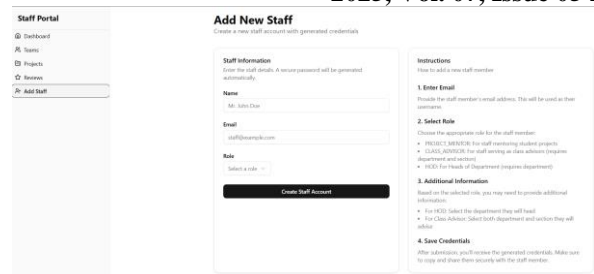 2025, Vol. 07, Issue 03
Staff Portal
Dashboard
Teams
Projects
Reviews
Add Staff
Add New Staff
Create a new staff account with generated credentials
Staff Information
Enter the staff details. A secure password will be generated
automatically.
Name
Mr. John Doe
Email
staff@example.com
Role
Select a role
Create Staff Account
Instructions
How to add a new staff member
1. Enter Email
Provide the staff member's email address. This will be used as their
username.
2. Select Role
Choose the appropriate role for the staff member:
• PROJECT_MENTOR: For staff mentoring student projects
• CLASS_ADVISOR: For staff serving as class advisors (requires
department and section)
• HOD: For Heads of Department (requires department)
3. Additional Information
Based on the selected role, you may need to provide additional
information:
• For HOD: Select the department they will head
• For Class Advisor: Select both department and section they will
advise
4. Save Credentials
After submission, you'll receive the generated credentials. Make sure
to copy and share them securely with the staff member.